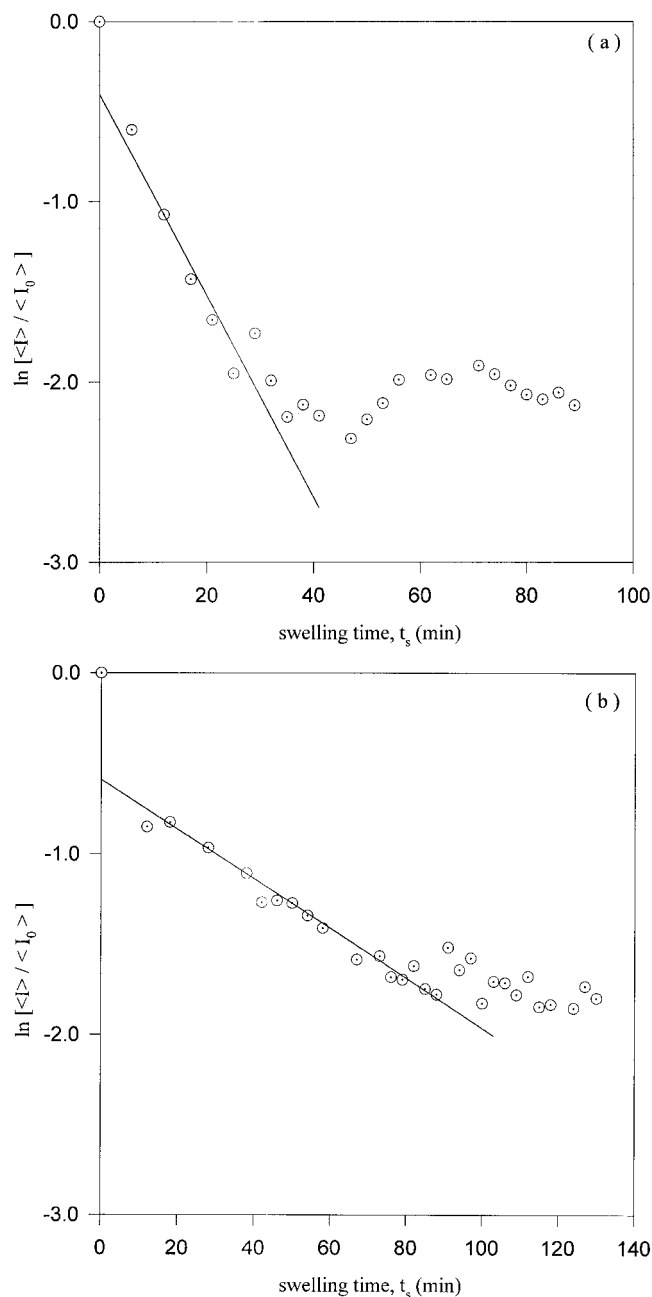 ( a )
0.0
-1.0
-2.0
-3.0
ln [ <I> / < I₀ > ]
0 20 40 60 80 100
swelling time, tₛ (min)
( b )
0.0
-1.0
-2.0
-3.0
ln [ <I> / < I₀ > ]
0 20 40 60 80 100 120 140
swelling time, tₛ (min)